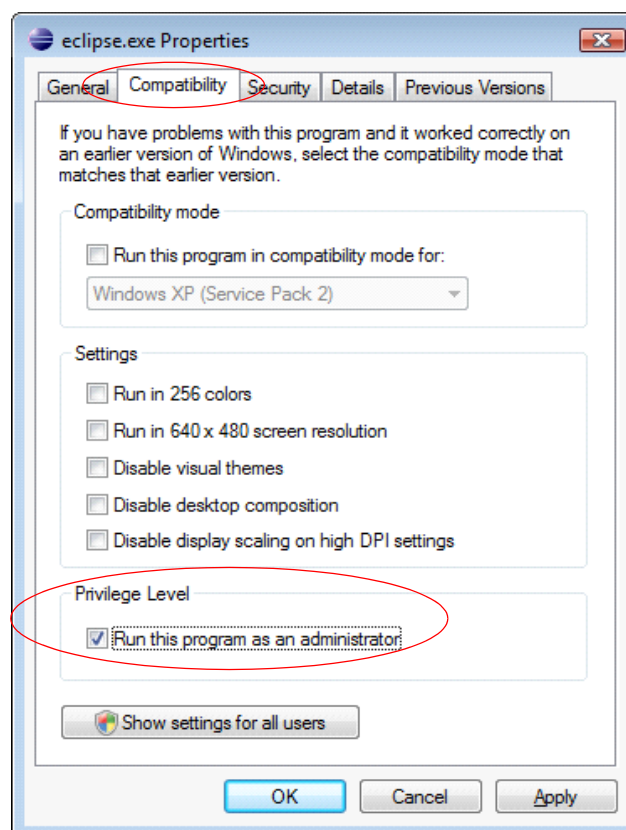 eclipse.exe Properties
General Compatibility Security Details Previous Versions
If you have problems with this program and it worked correctly on
an earlier version of Windows, select the compatibility mode that
matches that earlier version.
Compatibility mode
Run this program in compatibility mode for:
Windows XP (Service Pack 2)
Settings
Run in 256 colors
Run in 640 x 480 screen resolution
Disable visual themes
Disable desktop composition
Disable display scaling on high DPI settings
Privilege Level
Run this program as an administrator
Show settings for all users
OK Cancel Apply